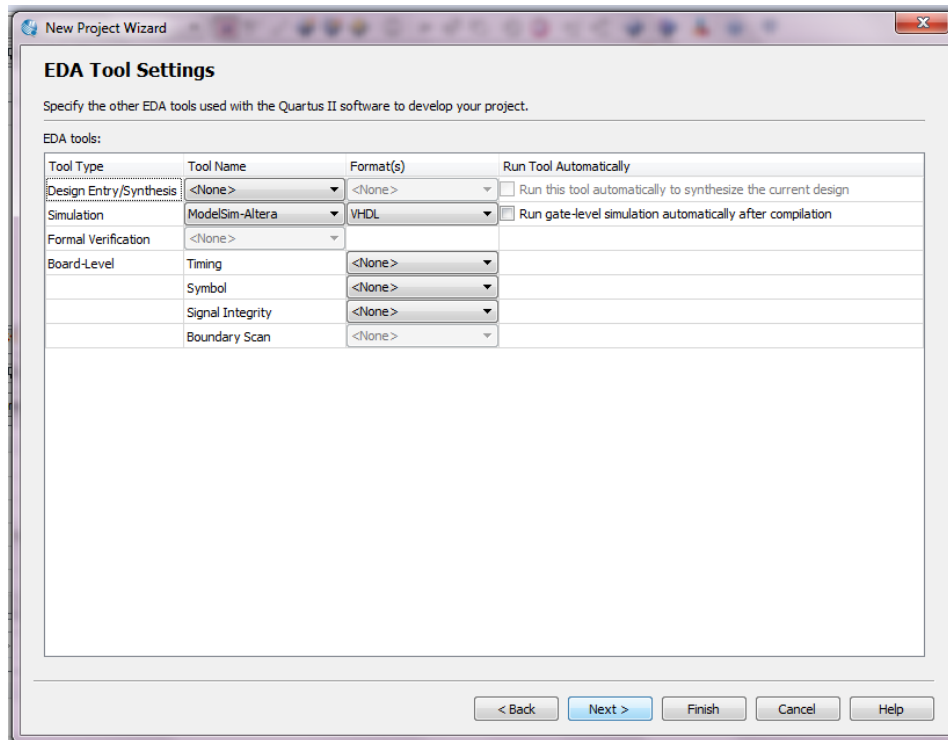 New Project Wizard
EDA Tool Settings
Specify the other EDA tools used with the Quartus II software to develop your project.
EDA tools:
Tool Type Tool Name Format(s) Run Tool Automatically
Design Entry/Synthesis <None> <None> Run this tool automatically to synthesize the current design
Simulation ModelSim-Altera VHDL Run gate-level simulation automatically after compilation
Formal Verification <None>
Board-Level Timing <None>
Symbol <None>
Signal Integrity <None>
Boundary Scan <None>
< Back Next > Finish Cancel Help